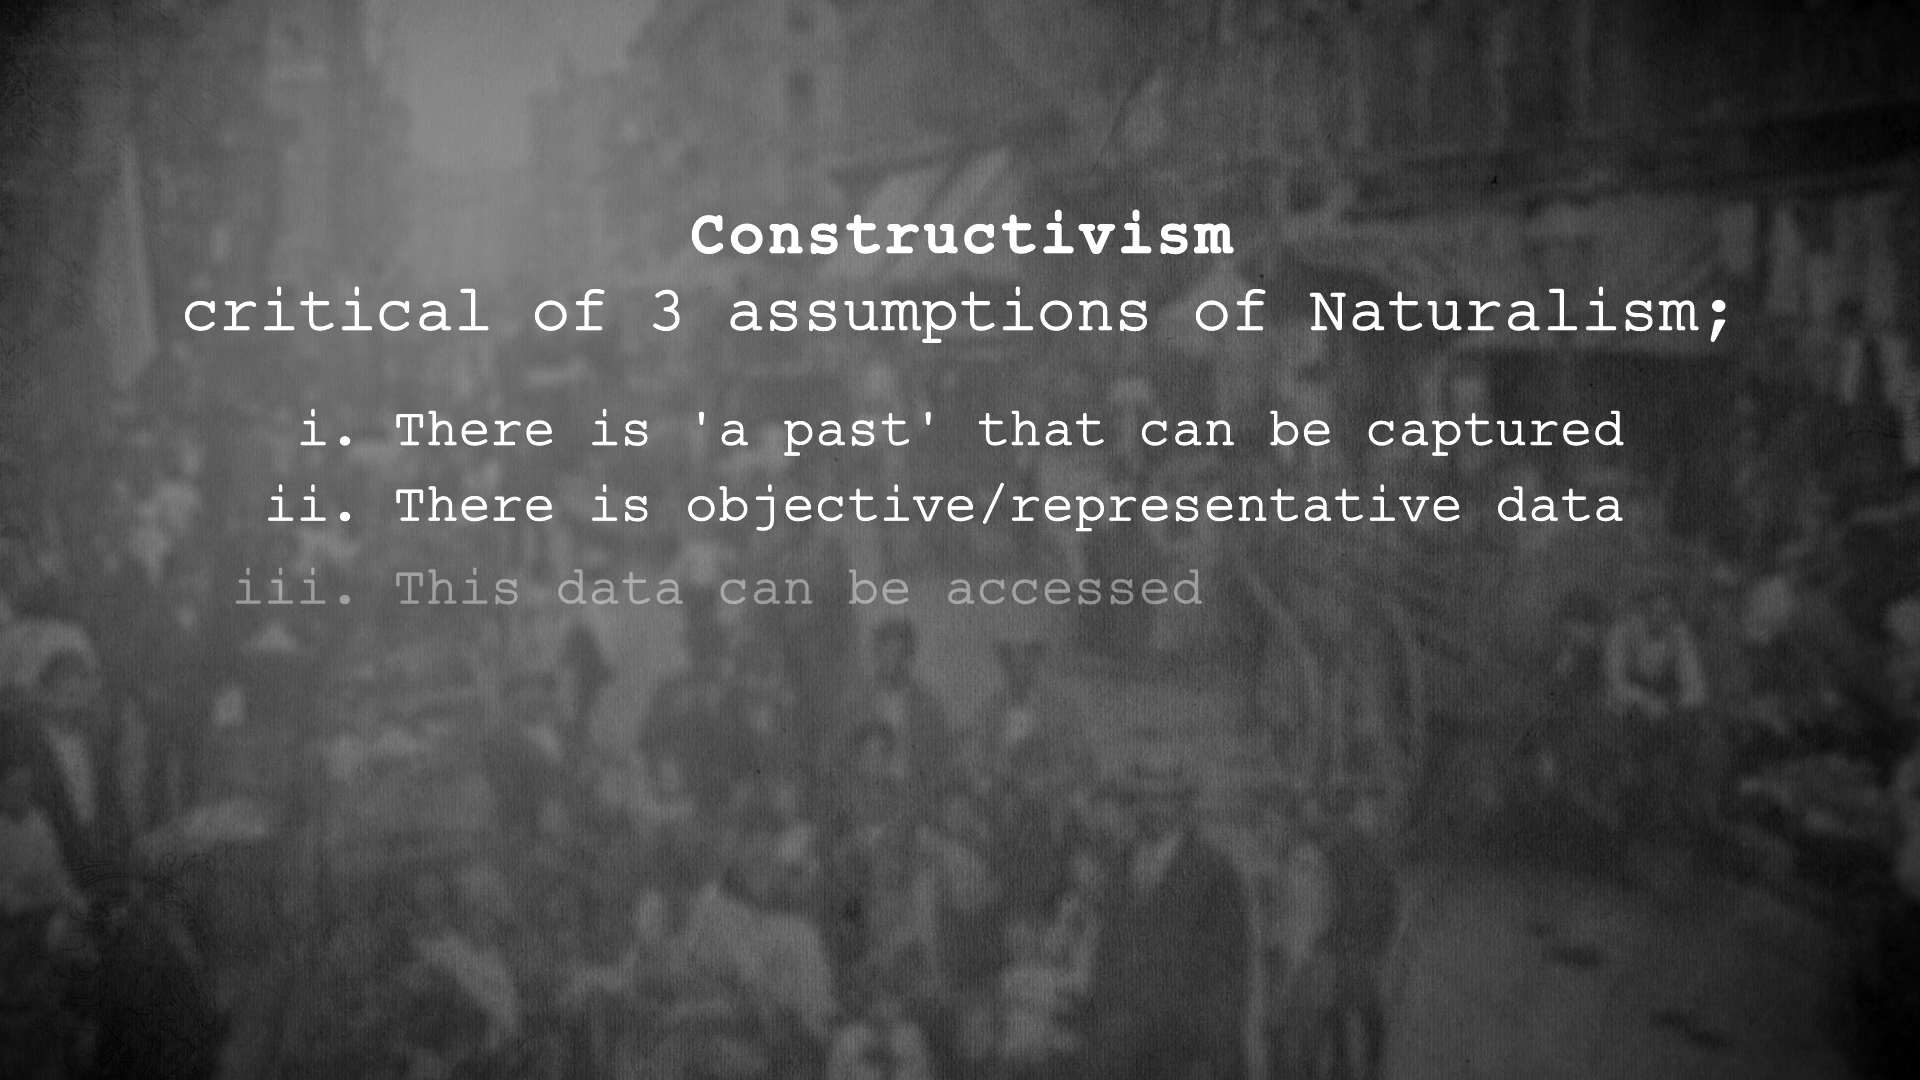 Constructivism
critical of 3 assumptions of Naturalism;
i. There is 'a past' that can be captured
ii. There is objective/representative data
iii. This data can be accessed